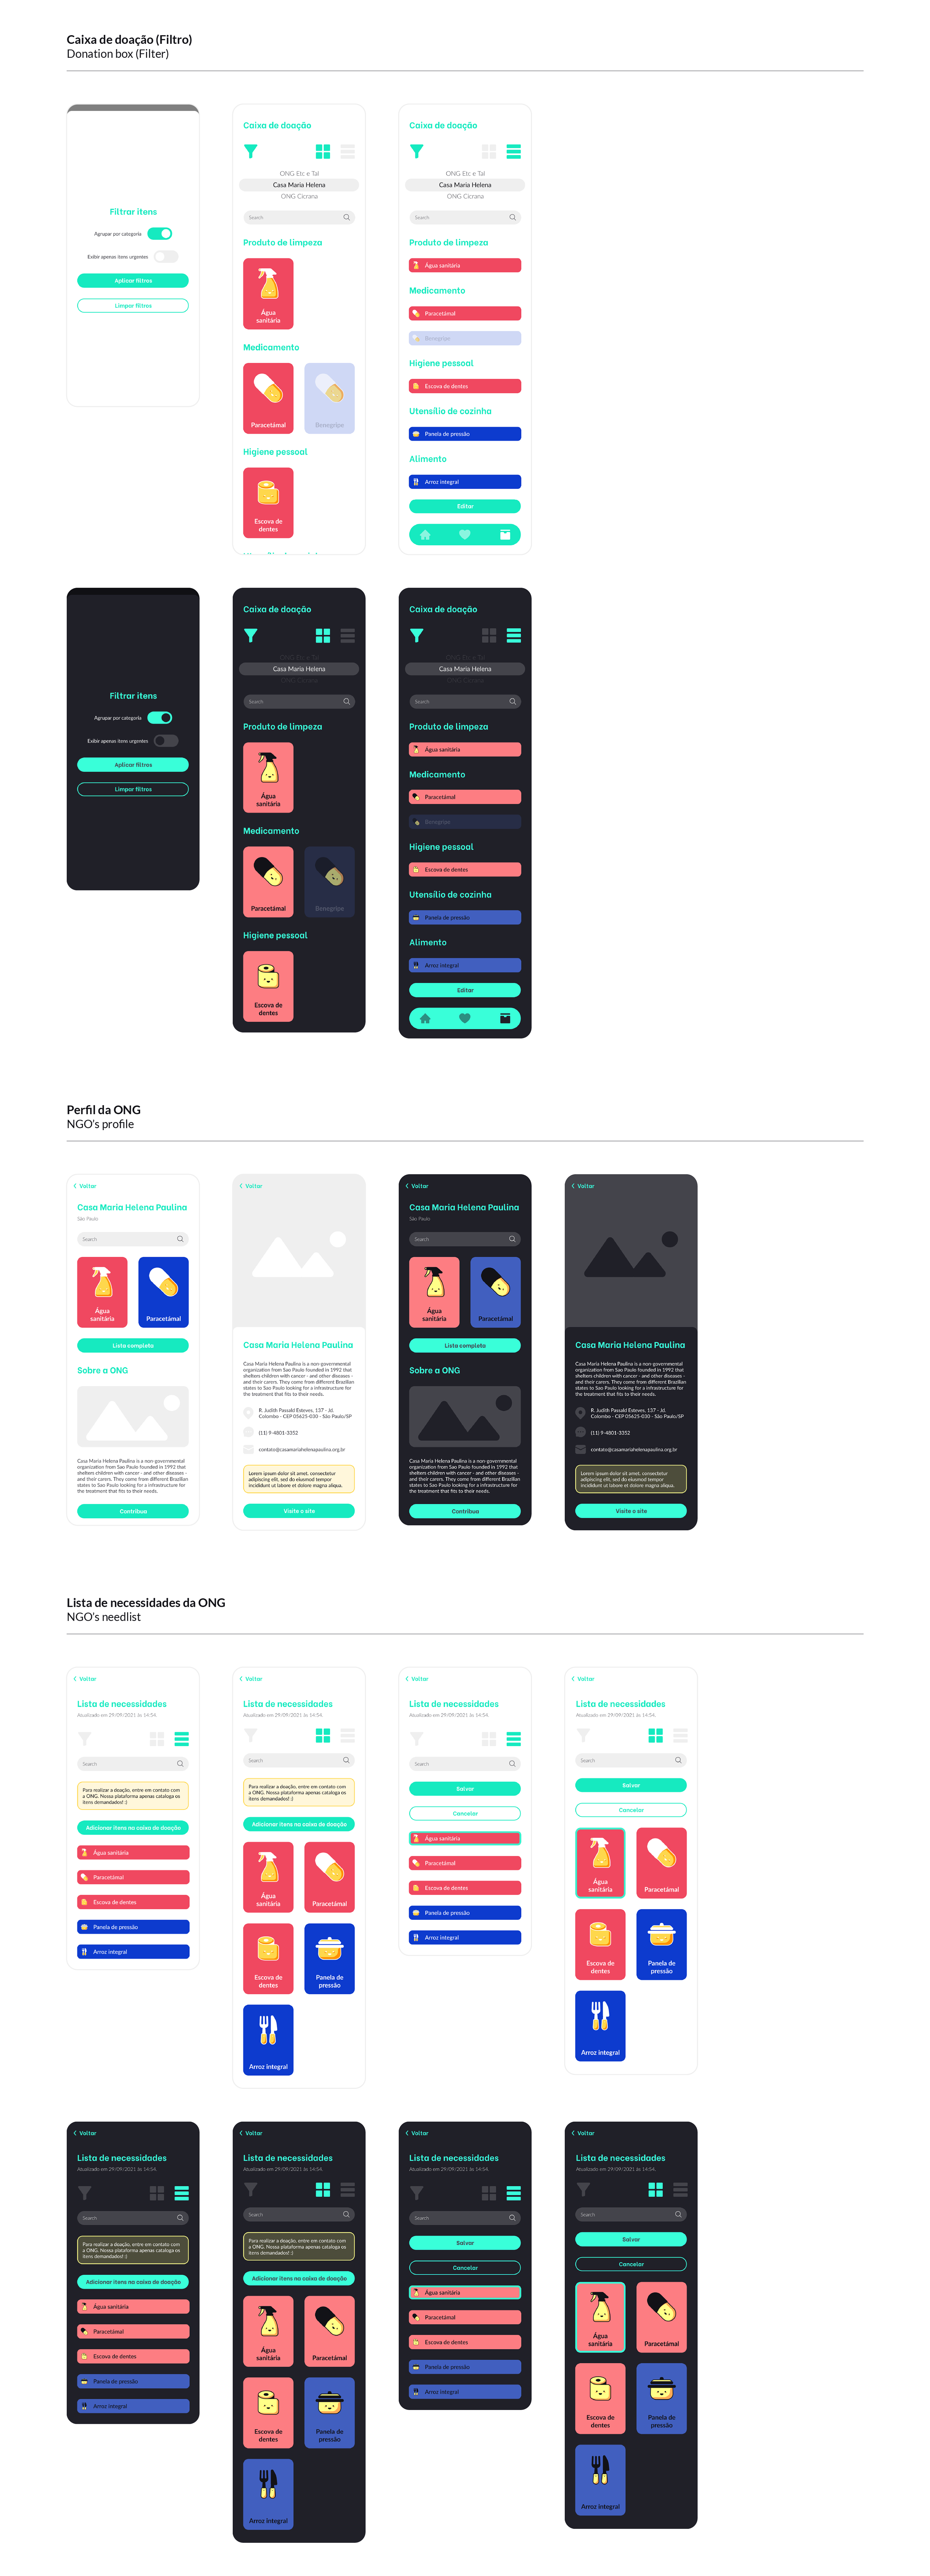 Caixa de doação (Filtro)
Donation box (Filter)
Filtrar itens
Agrupar por categoria
Exibir apenas itens urgentes
Aplicar filtros
Limpar filtros
Caixa de doação
ONG Etc e Tal
Casa Maria Helena
ONG Cicrana
Search
Produto de limpeza
Água
sanitária
Medicamento
Paracetámal
Benegripe
Higiene pessoal
Escova de
dentes
Caixa de doação
ONG Etc e Tal
Casa Maria Helena
ONG Cicrana
Search
Produto de limpeza
Água sanitária
Medicamento
Paracetámal
Benegripe
Higiene pessoal
Escova de dentes
Utensílio de cozinha
Panela de pressão
Alimento
Arroz integral
Editar
Filtrar itens
Agrupar por categoria
Exibir apenas itens urgentes
Aplicar filtros
Limpar filtros
Caixa de doação
ONG Etc e Tal
Casa Maria Helena
ONG Cicrana
Search
Produto de limpeza
Água
sanitária
Medicamento
Paracetámal
Benegripe
Higiene pessoal
Escova de
dentes
Caixa de doação
ONG Etc e Tal
Casa Maria Helena
ONG Cicrana
Search
Produto de limpeza
Água sanitária
Medicamento
Paracetámal
Benegripe
Higiene pessoal
Escova de dentes
Utensílio de cozinha
Panela de pressão
Alimento
Arroz integral
Editar
Perfil da ONG
NGO's profile
Voltar
Casa Maria Helena Paulina
São Paulo
Search
Água
sanitária
Paracetámal
Lista completa
Sobre a ONG
Casa Maria Helena Paulina is a non-governmental
organization from Sao Paulo founded in 1992 that
shelters children with cancer - and other diseases -
and their carers. They come from different Brazilian
states to Sao Paulo looking for a infrastructure for
the treatment that fits to their needs.
Contribua
Voltar
Casa Maria Helena Paulina
Casa Maria Helena Paulina is a non-governmental
organization from Sao Paulo founded in 1992 that
shelters children with cancer - and other diseases -
and their carers. They come from different Brazilian
states to Sao Paulo looking for a infrastructure for
the treatment that fits to their needs.
R. Judith Passald Esteves, 137 - Jd.
Colombo - CEP 05625-030 - São Paulo/SP
(11) 9-4801-3352
contato@casamariahelenapaulina.org.br
Lorem ipsum dolor sit amet, consectetur
adipiscing elit, sed do eiusmod tempor
incididunt ut labore et dolore magna aliqua.
Visite o site
Voltar
Casa Maria Helena Paulina
São Paulo
Search
Água
sanitária
Paracetámal
Lista completa
Sobre a ONG
Casa Maria Helena Paulina is a non-governmental
organization from Sao Paulo founded in 1992 that
shelters children with cancer - and other diseases -
and their carers. They come from different Brazilian
states to Sao Paulo looking for a infrastructure for
the treatment that fits to their needs.
Contribua
Voltar
Casa Maria Helena Paulina
Casa Maria Helena Paulina is a non-governmental
organization from Sao Paulo founded in 1992 that
shelters children with cancer - and other diseases -
and their carers. They come from different Brazilian
states to Sao Paulo looking for a infrastructure for
the treatment that fits to their needs.
R. Judith Passald Esteves, 137 - Jd.
Colombo - CEP 05625-030 - São Paulo/SP
(11) 9-4801-3352
contato@casamariahelenapaulina.org.br
Lorem ipsum dolor sit amet, consectetur
adipiscing elit, sed do eiusmod tempor
incididunt ut labore et dolore magna aliqua.
Visite o site
Lista de necessidades da ONG
NGO's needlist
Voltar
Lista de necessidades
Atualizado em 29/09/2021 às 14:54.
Search
Para realizar a doação, entre em contato com
a ONG. Nossa plataforma apenas cataloga os
itens demandados! :)
Adicionar itens na caixa de doação
Água sanitária
Paracetámal
Escova de dentes
Panela de pressão
Arroz integral
Voltar
Lista de necessidades
Atualizado em 29/09/2021 às 14:54.
Search
Para realizar a doação, entre em contato com
a ONG. Nossa plataforma apenas cataloga os
itens demandados! :)
Adicionar itens na caixa de doação
Água
sanitária
Paracetámal
Escova de
dentes
Panela de
pressão
Arroz integral
Voltar
Lista de necessidades
Atualizado em 29/09/2021 às 14:54.
Search
Salvar
Cancelar
Água sanitária
Paracetámal
Escova de dentes
Panela de pressão
Arroz integral
Voltar
Lista de necessidades
Atualizado em 29/09/2021 às 14:54.
Search
Salvar
Cancelar
Água
sanitária
Paracetámal
Escova de
dentes
Panela de
pressão
Arroz integral
Voltar
Lista de necessidades
Atualizado em 29/09/2021 às 14:54.
Search
Para realizar a doação, entre em contato com
a ONG. Nossa plataforma apenas cataloga os
itens demandados! :)
Adicionar itens na caixa de doação
Água sanitária
Paracetámal
Escova de dentes
Panela de pressão
Arroz integral
Voltar
Lista de necessidades
Atualizado em 29/09/2021 às 14:54.
Search
Para realizar a doação, entre em contato com
a ONG. Nossa plataforma apenas cataloga os
itens demandados! :)
Adicionar itens na caixa de doação
Água
sanitária
Paracetámal
Escova de
dentes
Panela de
pressão
Arroz integral
Voltar
Lista de necessidades
Atualizado em 29/09/2021 às 14:54.
Search
Salvar
Cancelar
Água sanitária
Paracetámal
Escova de dentes
Panela de pressão
Arroz integral
Voltar
Lista de necessidades
Atualizado em 29/09/2021 às 14:54.
Search
Salvar
Cancelar
Água
sanitária
Paracetámal
Escova de
dentes
Panela de
pressão
Arroz integral